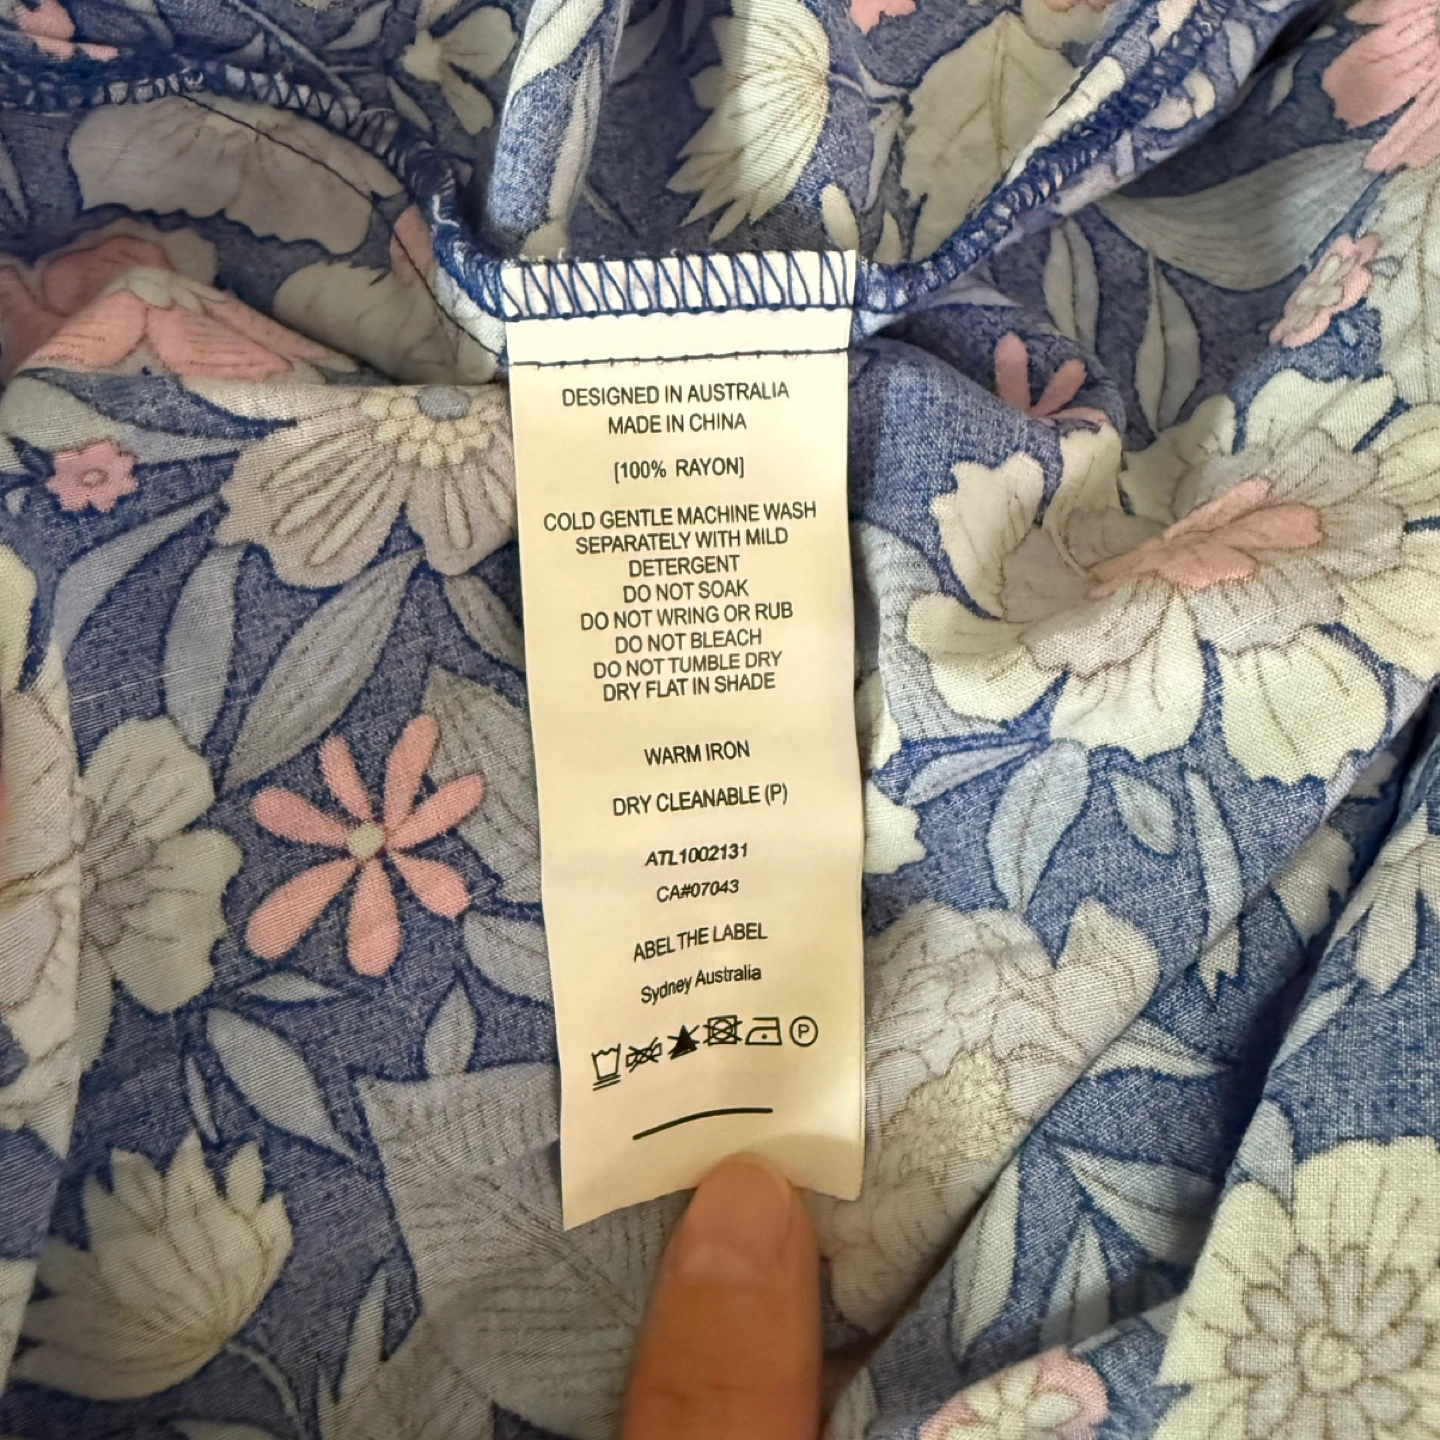 DESIGNED IN AUSTRALIA
MADE IN CHINA
[100% RAYON]
COLD GENTLE MACHINE WASH
SEPARATELY WITH MILD
DETERGENT
DO NOT SOAK
DO NOT WRING OR RUB
DO NOT BLEACH
DO NOT TUMBLE DRY
DRY FLAT IN SHADE
WARM IRON
DRY CLEANABLE (P)
ATL1002131
CA#07043
ABEL THE LABEL
Sydney Australia
P